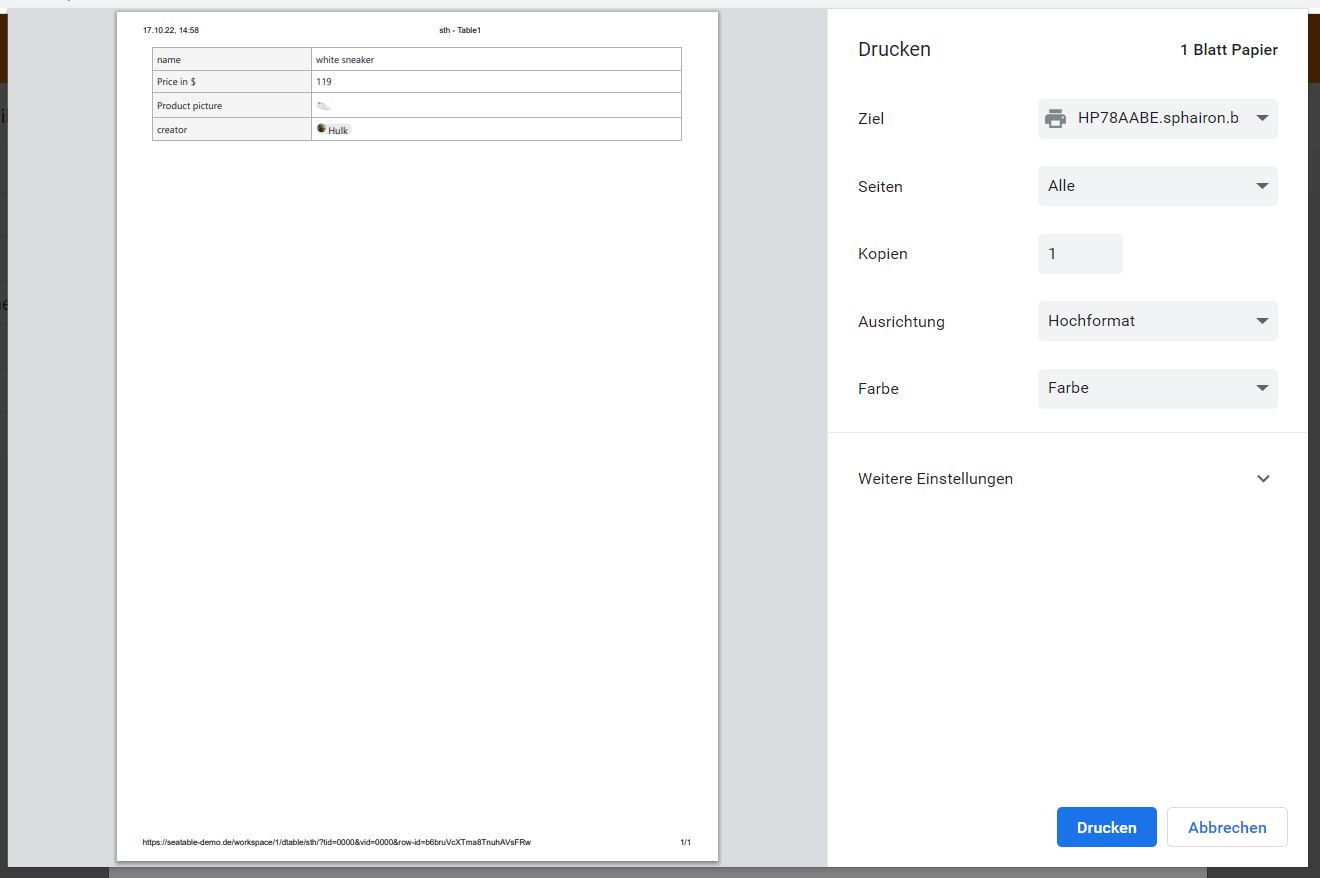 17.10.22, 14:58 sth - Table1
name white sneaker
Price in $ 119
Product picture
creator Hulk
https://seatable-demo.de/workspace/1/dtable/sth/?tid=0000&vid=0000&row-id=b6bruVcXTma8TnuhAVsFRw 1/1
Drucken 1 Blatt Papier
Ziel HP78AABE.sphairon.b
Seiten Alle
Kopien 1
Ausrichtung Hochformat
Farbe Farbe
Weitere Einstellungen
Drucken Abbrechen